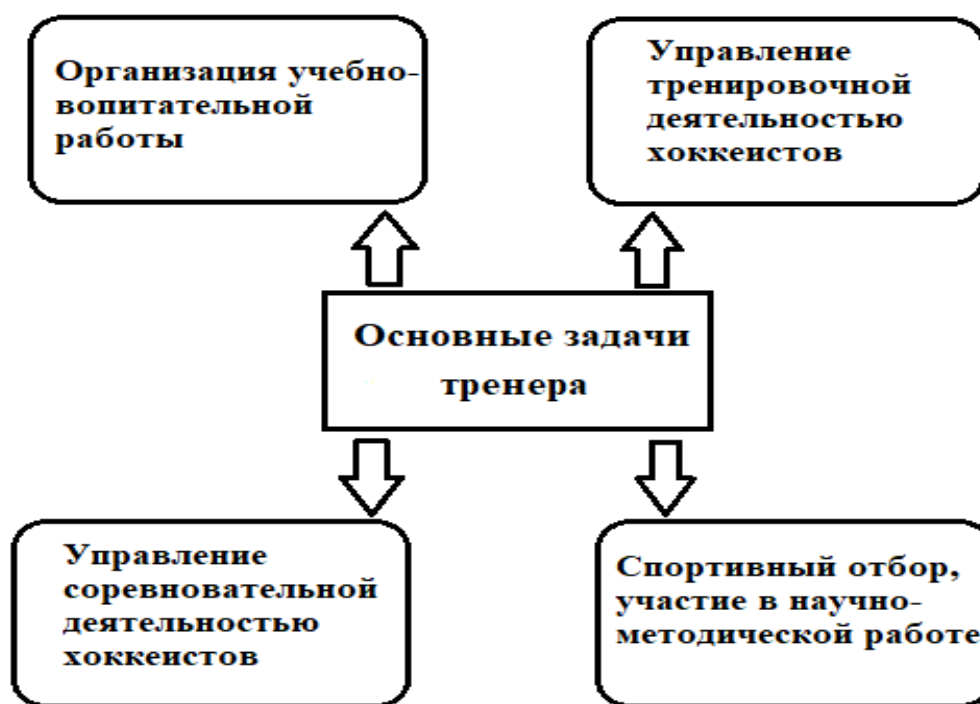 Организация учебно-
вопитательной
работы
Управление
тренировочной
деятельностью
хоккеистов
Основные задачи
тренера
Управление
соревновательной
деятельностью
хоккеистов
Спортивный отбор,
участие в научно-
методической работе